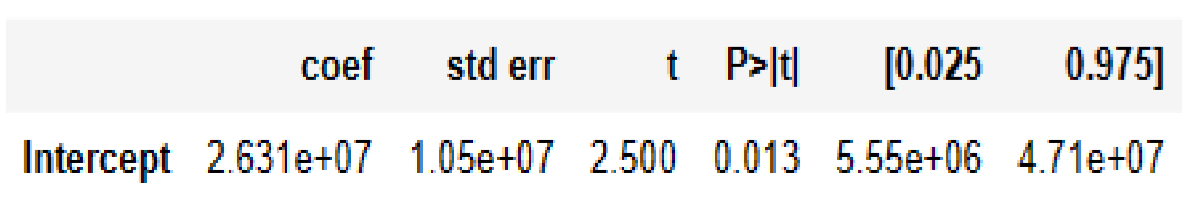 coef std err t P>|t| [0.025 0.975]
Intercept 2.631e+07 1.05e+07 2.500 0.013 5.55e+06 4.71e+07